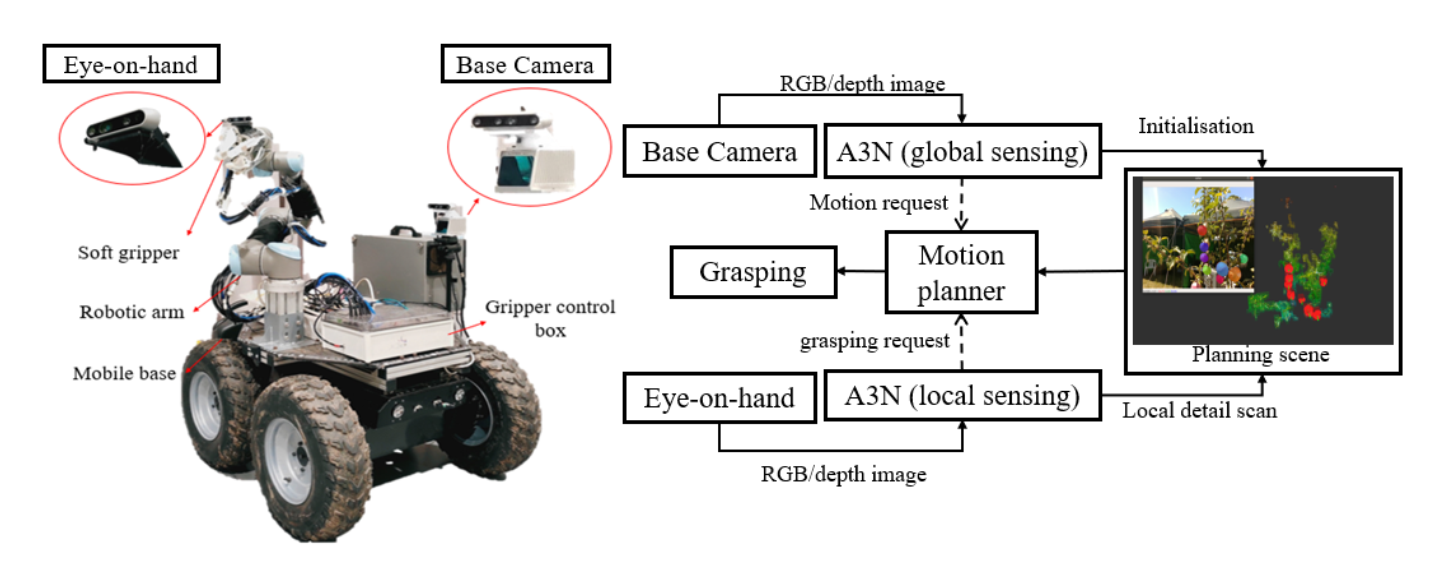 Eye-on-hand
Base Camera
Soft gripper
Robotic arm
Mobile base
Gripper control
box
RGB/depth image
Base Camera
A3N (global sensing)
Initialisation
Motion request
Grasping
Motion
planner
Planning scene
grasping request
Eye-on-hand
A3N (local sensing)
Local detail scan
RGB/depth image